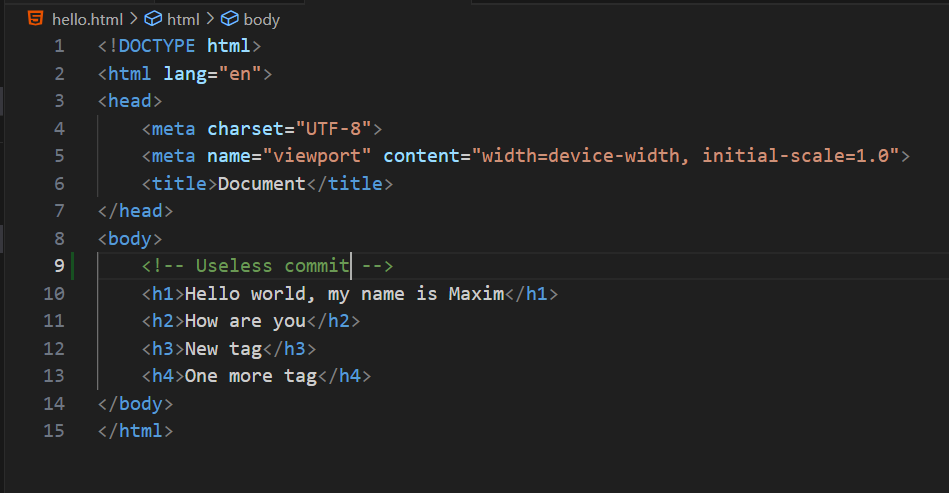 hello.html > html > body
1 <!DOCTYPE html>
2 <html lang="en">
3 <head>
4     <meta charset="UTF-8">
5     <meta name="viewport" content="width=device-width, initial-scale=1.0">
6     <title>Document</title>
7 </head>
8 <body>
9     <!-- Useless commit -->
10     <h1>Hello world, my name is Maxim</h1>
11     <h2>How are you</h2>
12     <h3>New tag</h3>
13     <h4>One more tag</h4>
14 </body>
15 </html>